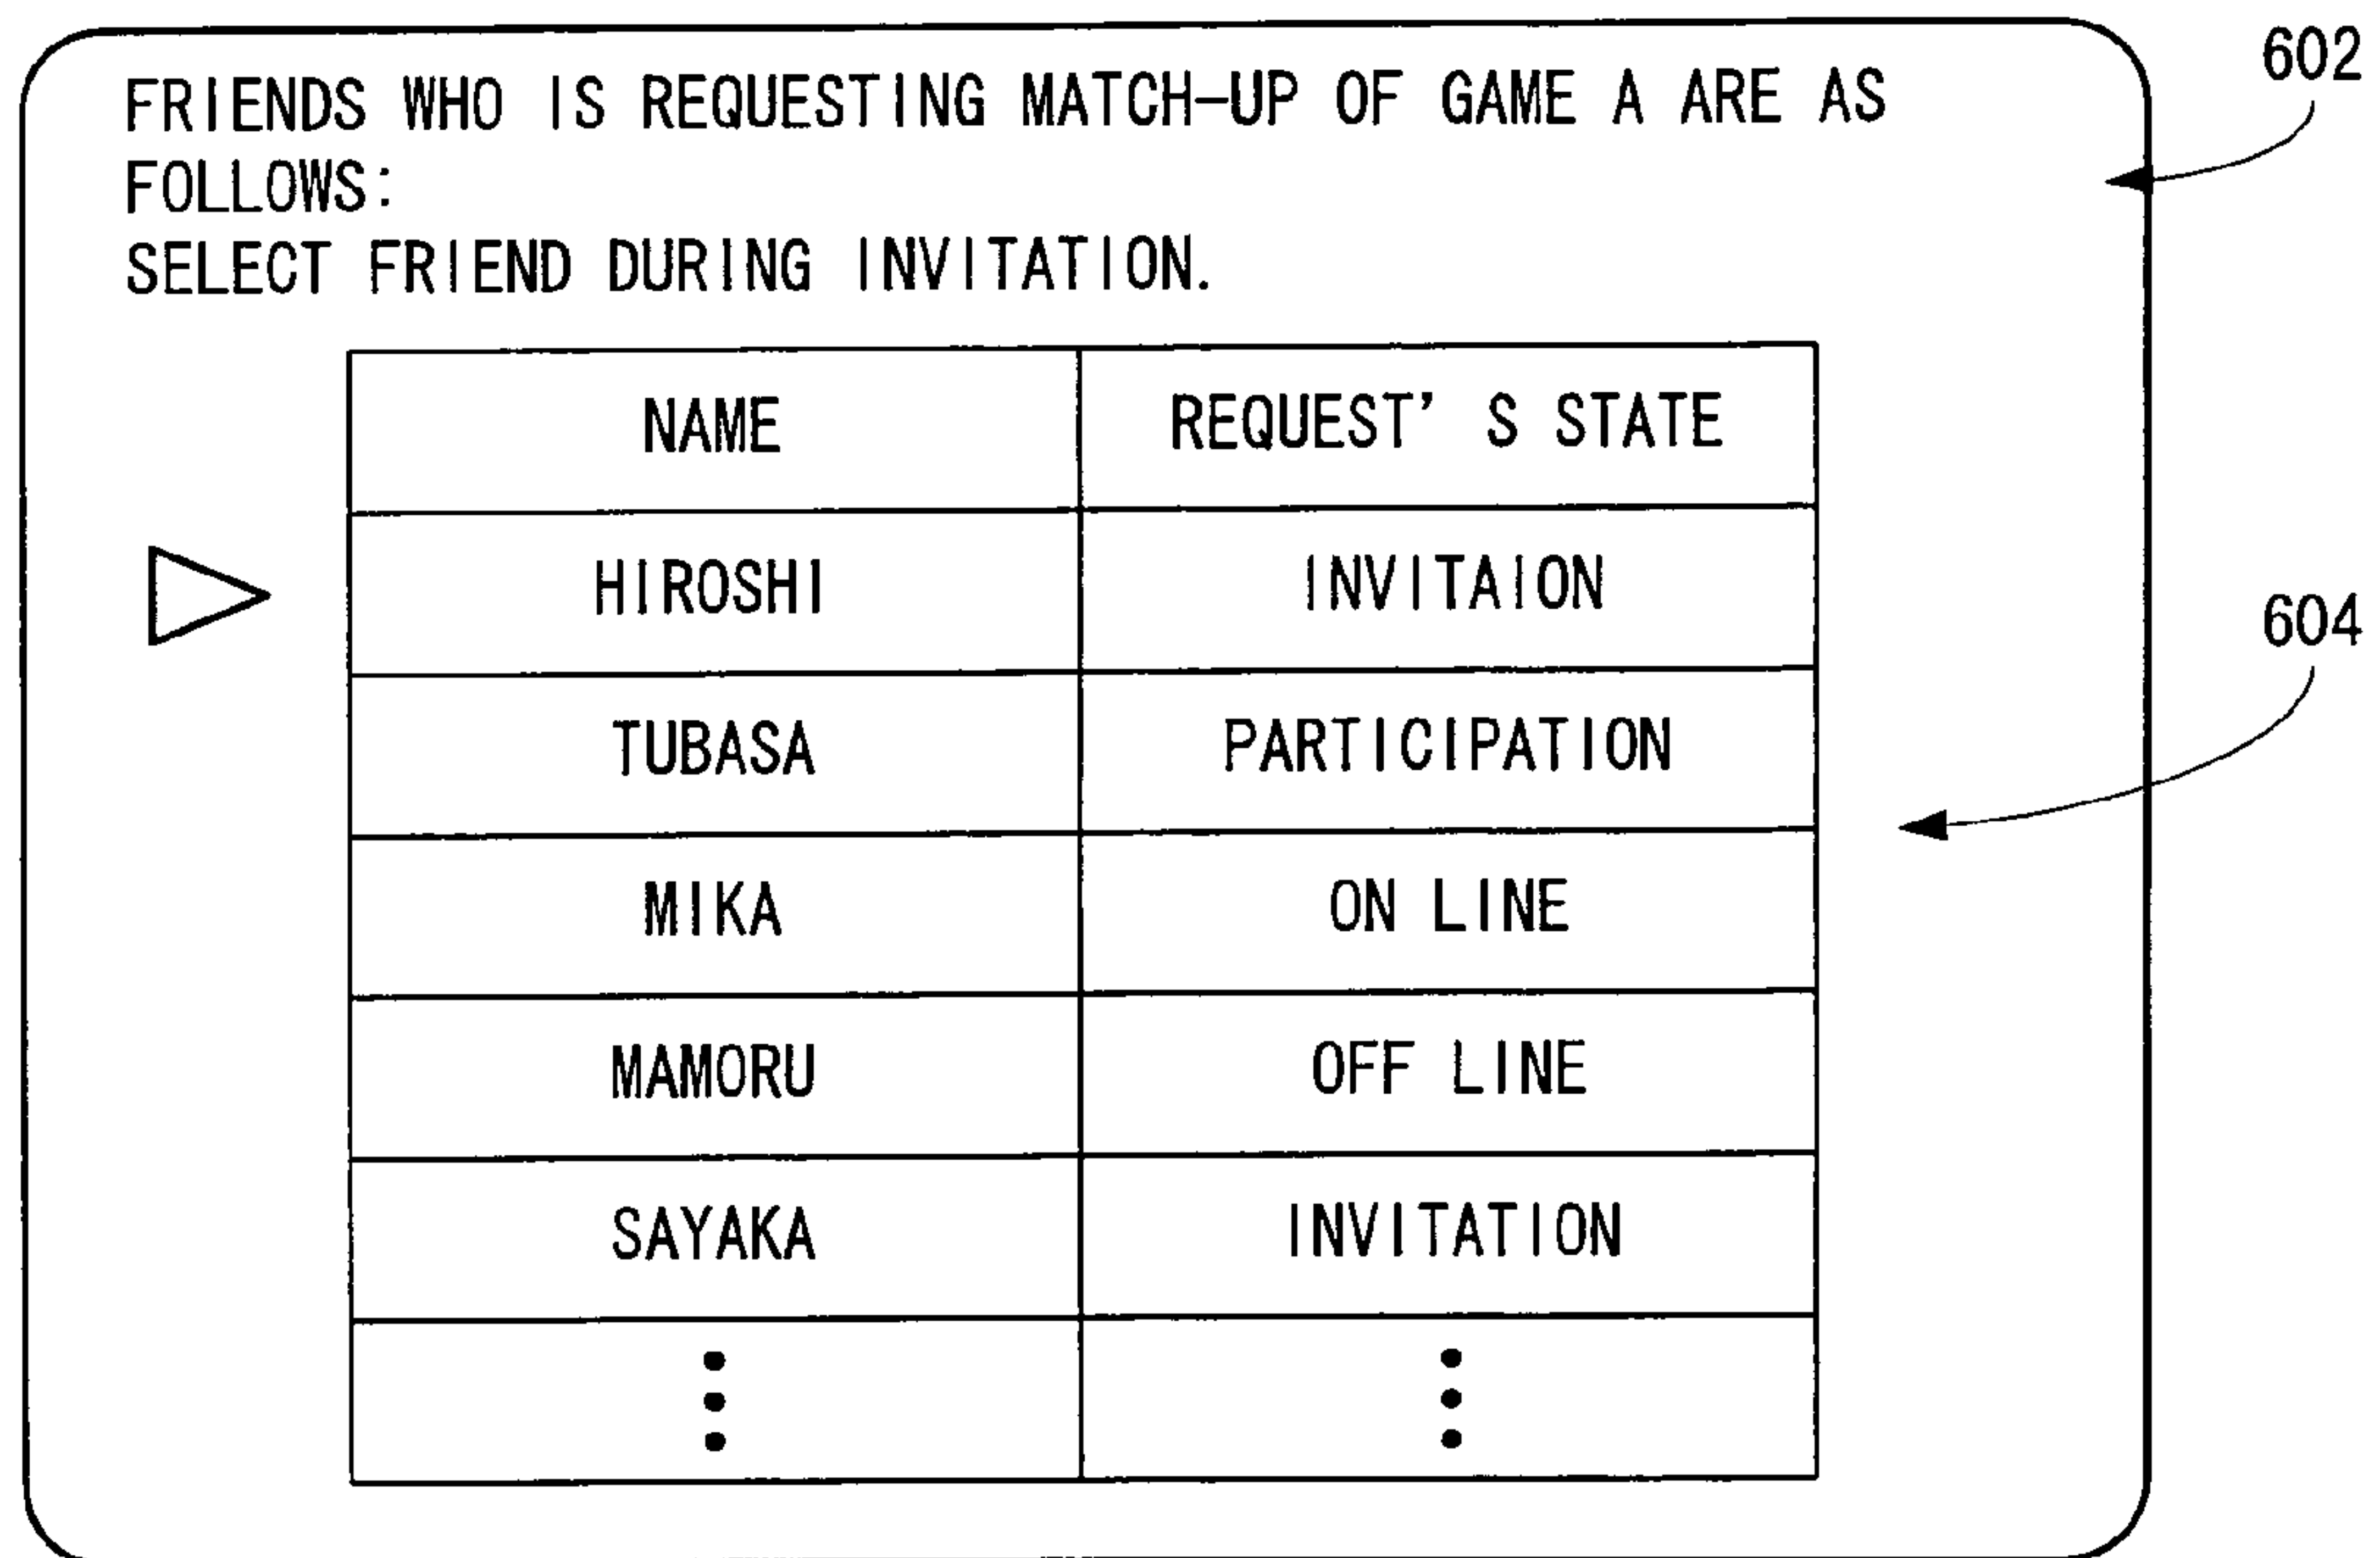 FRIENDS WHO IS REQUESTING MATCH-UP OF GAME A ARE AS
FOLLOWS:
SELECT FRIEND DURING INVITATION.
602
NAME REQUEST' S STATE
HIROSHI INVITAION
604
TUBASA PARTICIPATION
MIKA ON LINE
MAMORU OFF LINE
SAYAKA INVITATION